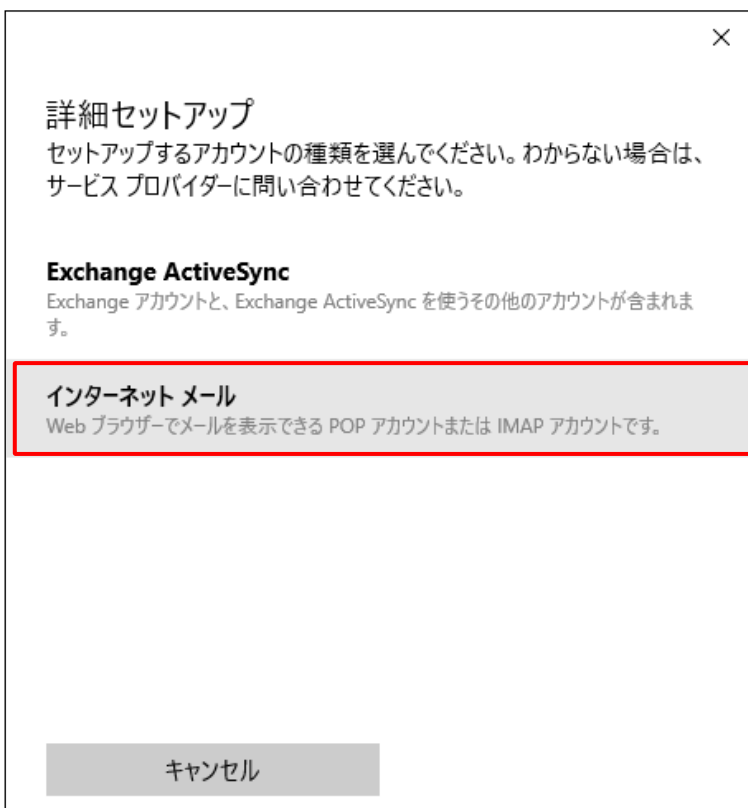 詳細セットアップ
セットアップするアカウントの種類を選んでください。わからない場合は、
サービス プロバイダーに問い合わせてください。
Exchange ActiveSync
Exchange アカウントと、Exchange ActiveSync を使うその他のアカウントが含まれま
す。
インターネット メール
Web ブラウザーでメールを表示できる POP アカウントまたは IMAP アカウントです。
キャンセル